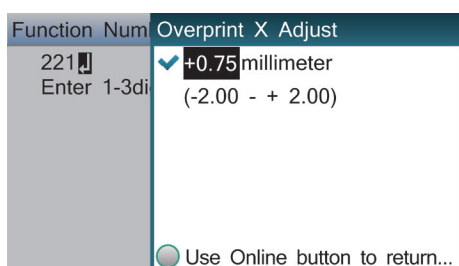 Function Num
221
Enter 1-3di
Overprint X Adjust
+0.75 millimeter
(-2.00 - + 2.00)
Use Online button to return...